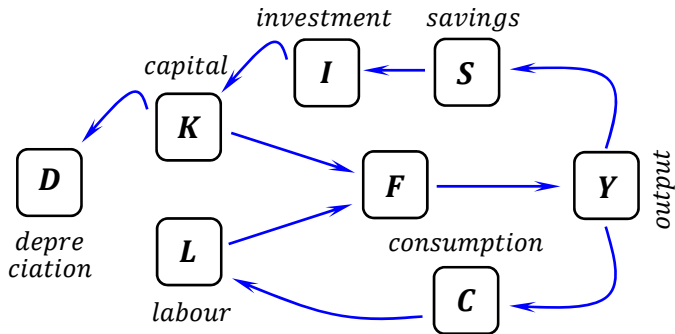 investment
savings
capital
I
S
K
D
F
Y
output
depre
ciation
L
consumption
labour
C